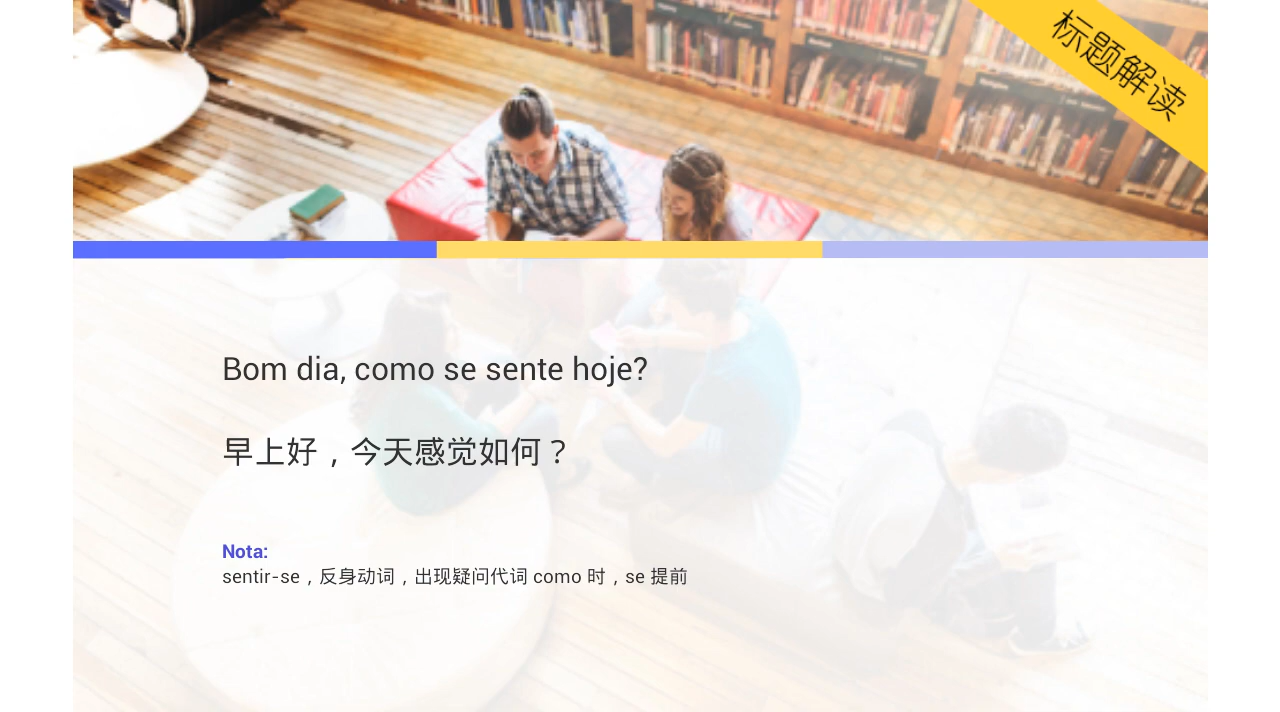 标题解读
Bom dia, como se sente hoje?
早上好，今天感觉如何？
Nota:
sentir-se，反身动词，出现疑问代词 como 时，se 提前